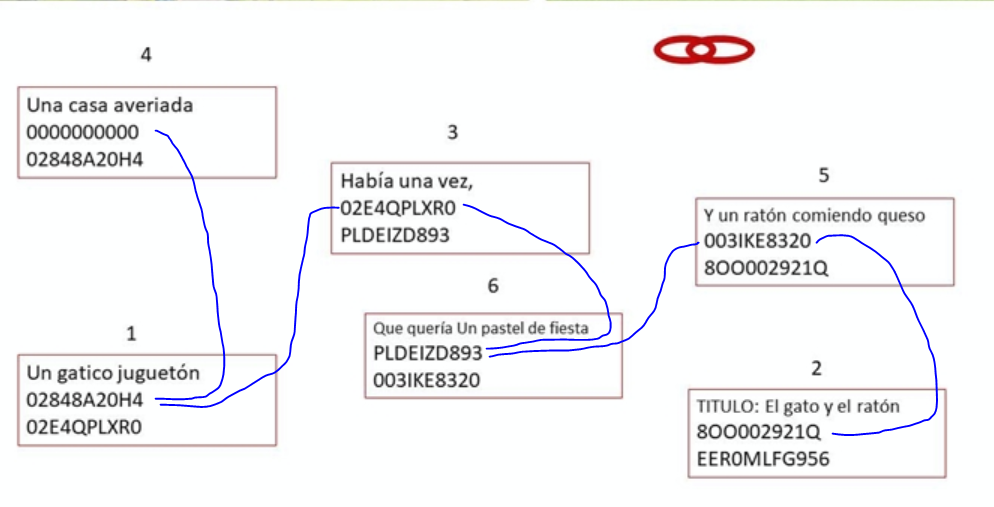 4
Una casa averiada
0000000000
02848A20H4
3
Había una vez,
02E4QPLXR0
PLDEIZD893
5
Y un ratón comiendo queso
003IKE8320
8OO002921Q
6
Que quería Un pastel de fiesta
PLDEIZD893
003IKE8320
1
Un gatico juguetón
02848A20H4
02E4QPLXR0
2
TITULO: El gato y el ratón
8OO002921Q
EER0MLFG956